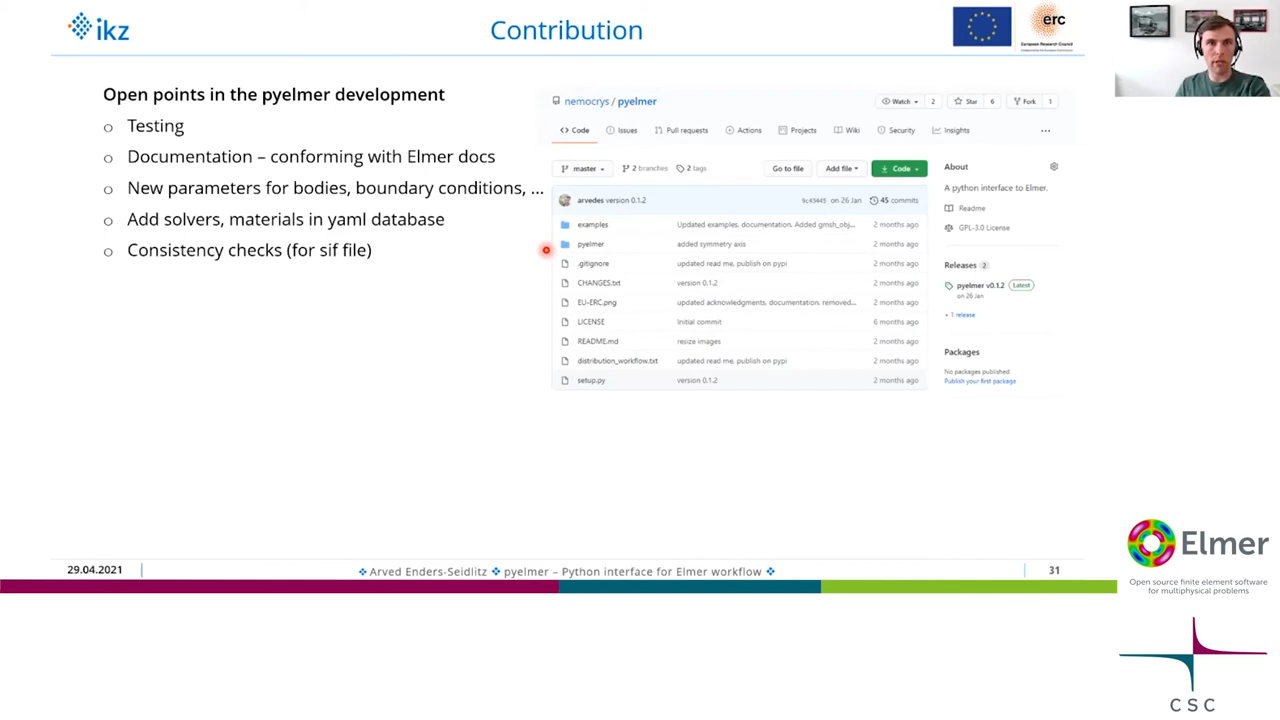 ikz
Contribution
erc
European Research Council
Open points in the pyelmer development
o Testing
o Documentation – conforming with Elmer docs
o New parameters for bodies, boundary conditions, ...
o Add solvers, materials in yaml database
o Consistency checks (for sif file)
nemocrys / pyelmer
Watch 2
Star 6
Fork 1
Code
Issues
Pull requests
Actions
Projects
Wiki
Security
Insights
...
master
2 branches
2 tags
Go to file
Add file
Code
arvedes version 0.1.2
9c43445 on 26 Jan
45 commits
examples Updated examples, documentation. Added gmsh_obj... 2 months ago
pyelmer added symmetry axis 2 months ago
.gitignore updated read me, publish on pypi 2 months ago
CHANGES.txt version 0.1.2 2 months ago
EU-ERC.png updated acknowledgments, documentation, removed... 2 months ago
LICENSE Initial commit 6 months ago
README.md resize images 2 months ago
distribution_workflow.txt updated read me, publish on pypi 2 months ago
setup.py version 0.1.2 2 months ago
About
A python interface to Elmer.
Readme
GPL-3.0 License
Releases 2
pyelmer v0.1.2 Latest
on 26 Jan
+ 1 release
Packages
No packages published
Publish your first package
29.04.2021
❖ Arved Enders-Seidlitz ❖ pyelmer – Python interface for Elmer workflow ❖
31
Elmer
Open source finite element software
for multiphysical problems
CSC